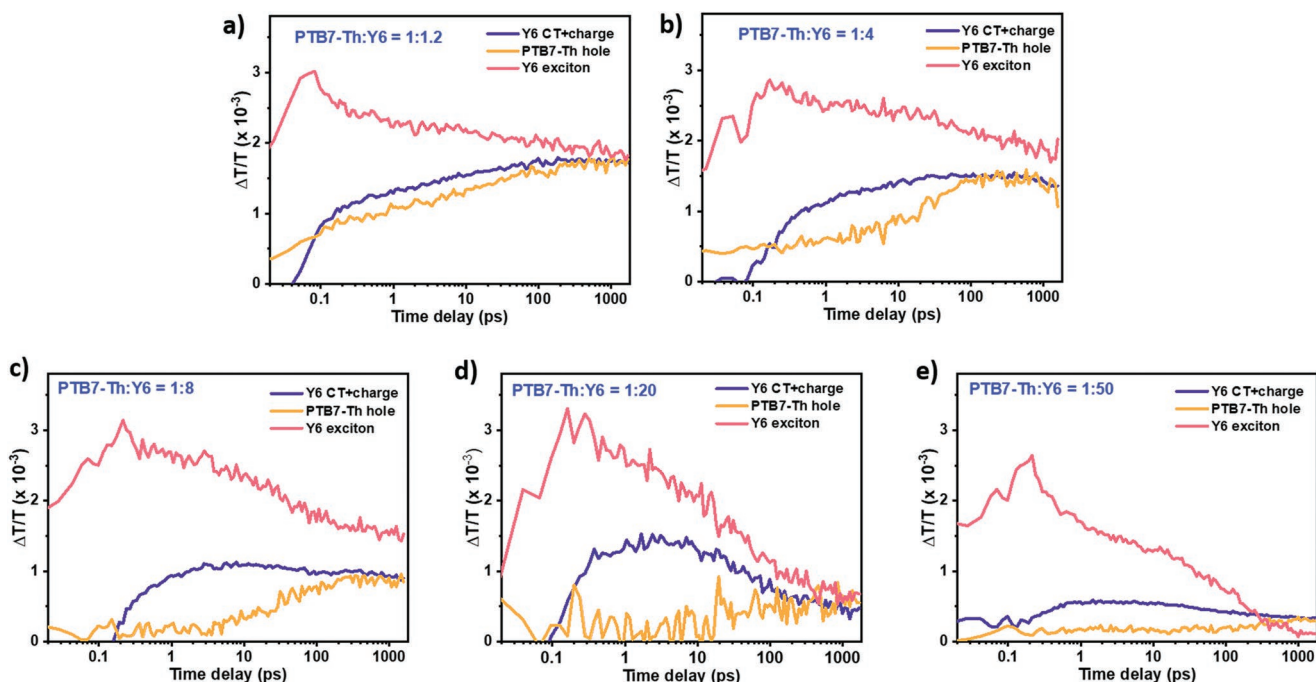 a)
PTB7-Th:Y6 = 1:1.2
Y6 CT+charge
PTB7-Th hole
Y6 exciton
ΔT/T (x 10⁻³)
3
2
1
0
0.1 1 10 100 1000
Time delay (ps)
b)
PTB7-Th:Y6 = 1:4
Y6 CT+charge
PTB7-Th hole
Y6 exciton
ΔT/T (x 10⁻³)
3
2
1
0
0.1 1 10 100 1000
Time delay (ps)
c)
PTB7-Th:Y6 = 1:8
Y6 CT+charge
PTB7-Th hole
Y6 exciton
ΔT/T (x 10⁻³)
3
2
1
0
0.1 1 10 100 1000
Time delay (ps)
d)
PTB7-Th:Y6 = 1:20
Y6 CT+charge
PTB7-Th hole
Y6 exciton
ΔT/T (x 10⁻³)
3
2
1
0
0.1 1 10 100 1000
Time delay (ps)
e)
PTB7-Th:Y6 = 1:50
Y6 CT+charge
PTB7-Th hole
Y6 exciton
ΔT/T (x 10⁻³)
3
2
1
0
0.1 1 10 100 1000
Time delay (ps)